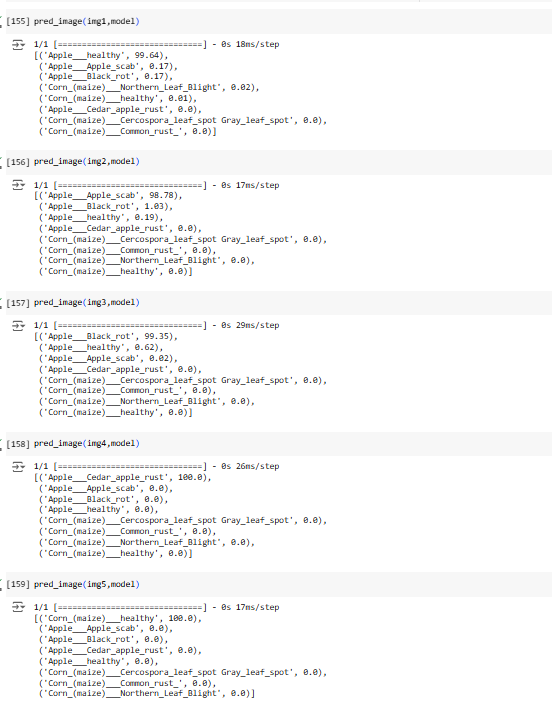 [155] pred_image(img1,model)
1/1 [==============================] - 0s 18ms/step
[('Apple___healthy', 99.64),
('Apple___Apple_scab', 0.17),
('Apple___Black_rot', 0.17),
('Corn_(maize)___Northern_Leaf_Blight', 0.02),
('Corn_(maize)___healthy', 0.01),
('Apple___Cedar_apple_rust', 0.0),
('Corn_(maize)___Cercospora_leaf_spot Gray_leaf_spot', 0.0),
('Corn_(maize)___Common_rust_', 0.0)]
[156] pred_image(img2,model)
1/1 [==============================] - 0s 17ms/step
[('Apple___Apple_scab', 98.78),
('Apple___Black_rot', 1.03),
('Apple___healthy', 0.19),
('Apple___Cedar_apple_rust', 0.0),
('Corn_(maize)___Cercospora_leaf_spot Gray_leaf_spot', 0.0),
('Corn_(maize)___Common_rust_', 0.0),
('Corn_(maize)___Northern_Leaf_Blight', 0.0),
('Corn_(maize)___healthy', 0.0)]
[157] pred_image(img3,model)
1/1 [==============================] - 0s 29ms/step
[('Apple___Black_rot', 99.35),
('Apple___healthy', 0.62),
('Apple___Apple_scab', 0.02),
('Apple___Cedar_apple_rust', 0.0),
('Corn_(maize)___Cercospora_leaf_spot Gray_leaf_spot', 0.0),
('Corn_(maize)___Common_rust_', 0.0),
('Corn_(maize)___Northern_Leaf_Blight', 0.0),
('Corn_(maize)___healthy', 0.0)]
[158] pred_image(img4,model)
1/1 [==============================] - 0s 26ms/step
[('Apple___Cedar_apple_rust', 100.0),
('Apple___Apple_scab', 0.0),
('Apple___Black_rot', 0.0),
('Apple___healthy', 0.0),
('Corn_(maize)___Cercospora_leaf_spot Gray_leaf_spot', 0.0),
('Corn_(maize)___Common_rust_', 0.0),
('Corn_(maize)___Northern_Leaf_Blight', 0.0),
('Corn_(maize)___healthy', 0.0)]
[159] pred_image(img5,model)
1/1 [==============================] - 0s 17ms/step
[('Corn_(maize)___healthy', 100.0),
('Apple___Apple_scab', 0.0),
('Apple___Black_rot', 0.0),
('Apple___Cedar_apple_rust', 0.0),
('Apple___healthy', 0.0),
('Corn_(maize)___Cercospora_leaf_spot Gray_leaf_spot', 0.0),
('Corn_(maize)___Common_rust_', 0.0),
('Corn_(maize)___Northern_Leaf_Blight', 0.0)]